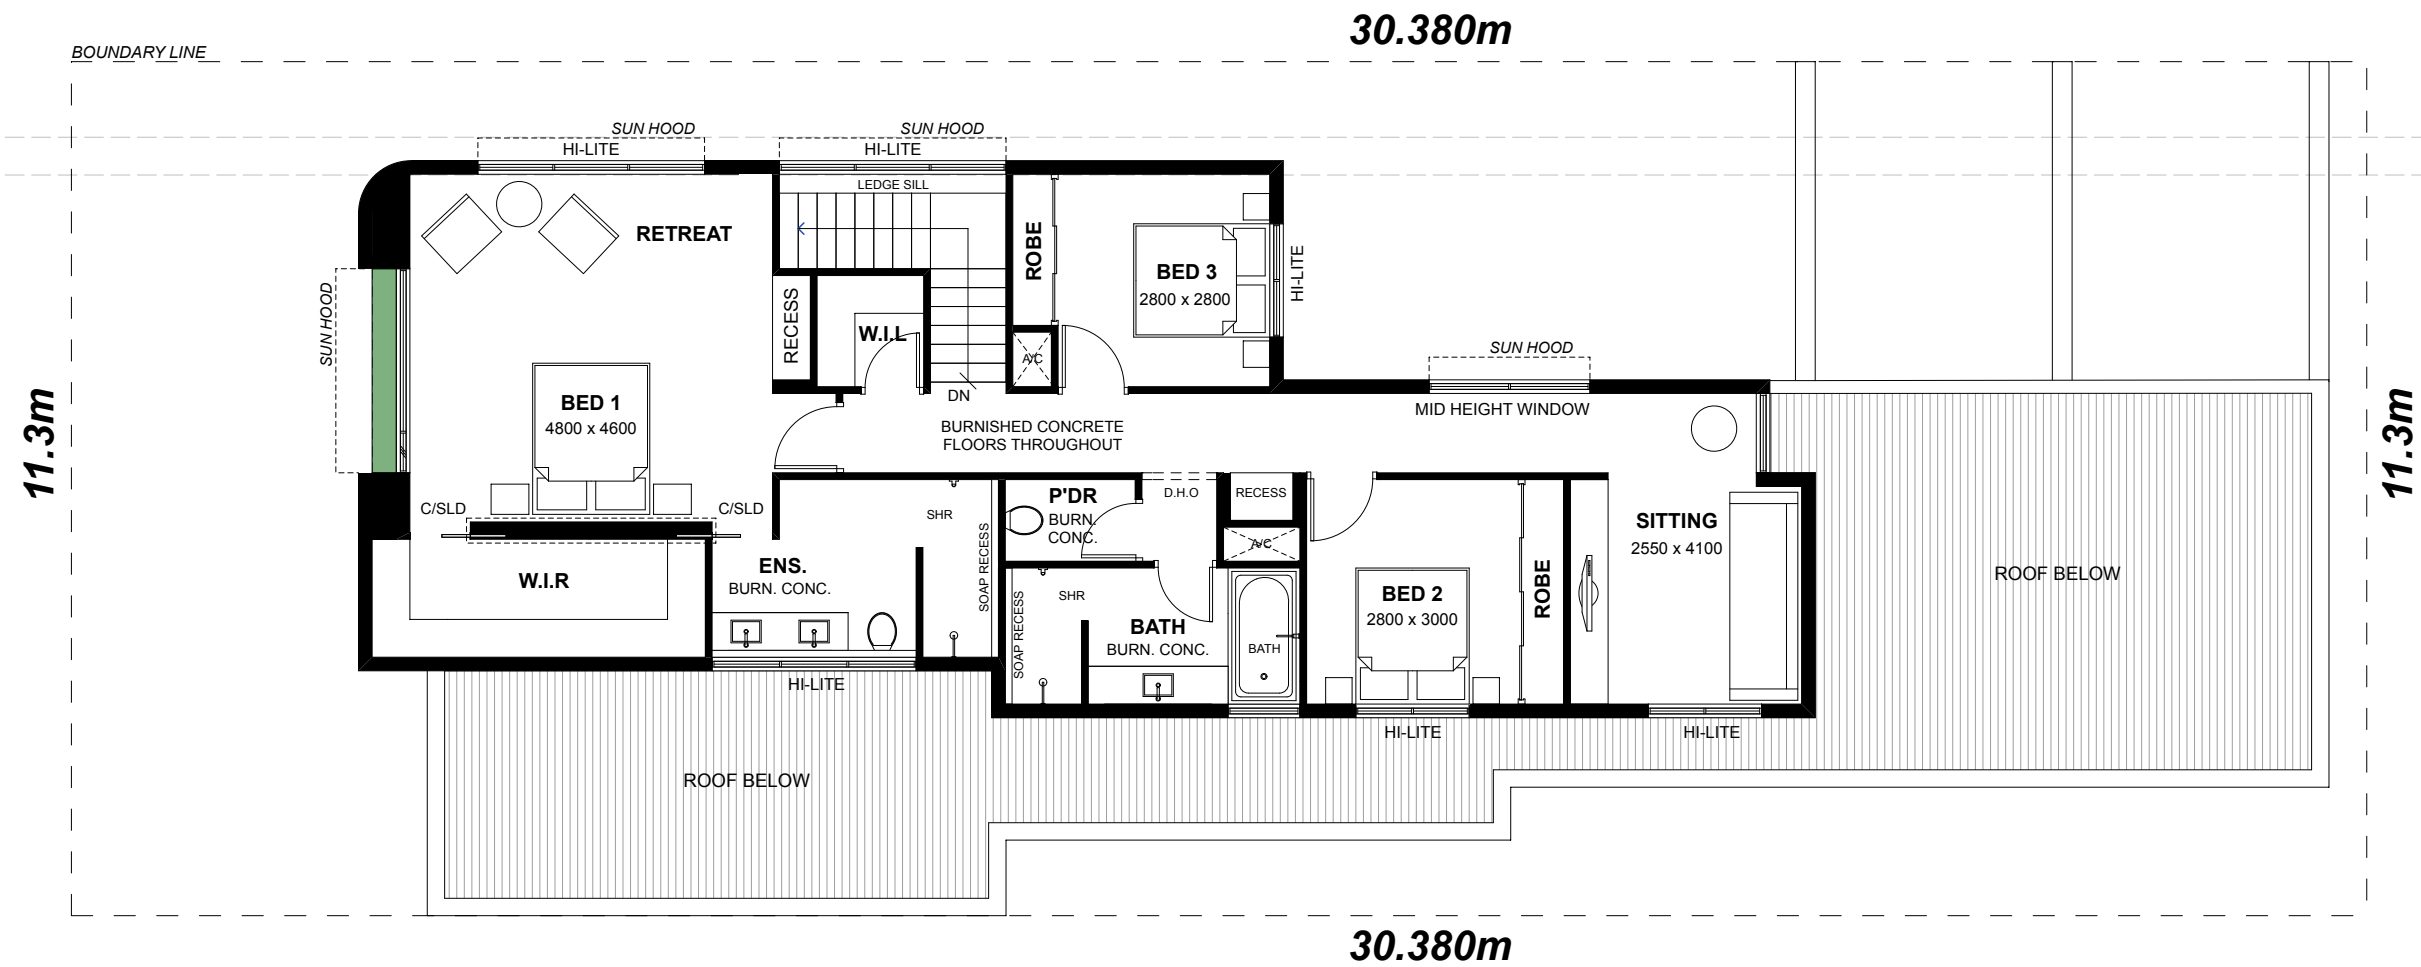 30.380m
BOUNDARY LINE
SUN HOOD
SUN HOOD
HI-LITE
HI-LITE
LEDGE SILL
RETREAT
ROBE
BED 3
2800 x 2800
HI-LITE
SUN HOOD
RECESS
W.I.L
A/C
SUN HOOD
DN
MID HEIGHT WINDOW
BED 1
4800 x 4600
BURNISHED CONCRETE
FLOORS THROUGHOUT
11.3m
11.3m
C/SLD
C/SLD
SHR
SOAP RECESS
P'DR
BURN.
CONC.
D.H.O
RECESS
A/C
SITTING
2550 x 4100
W.I.R
ENS.
BURN. CONC.
SOAP RECESS
SHR
BATH
BURN. CONC.
BATH
BED 2
2800 x 3000
ROBE
ROOF BELOW
HI-LITE
HI-LITE
HI-LITE
ROOF BELOW
30.380m